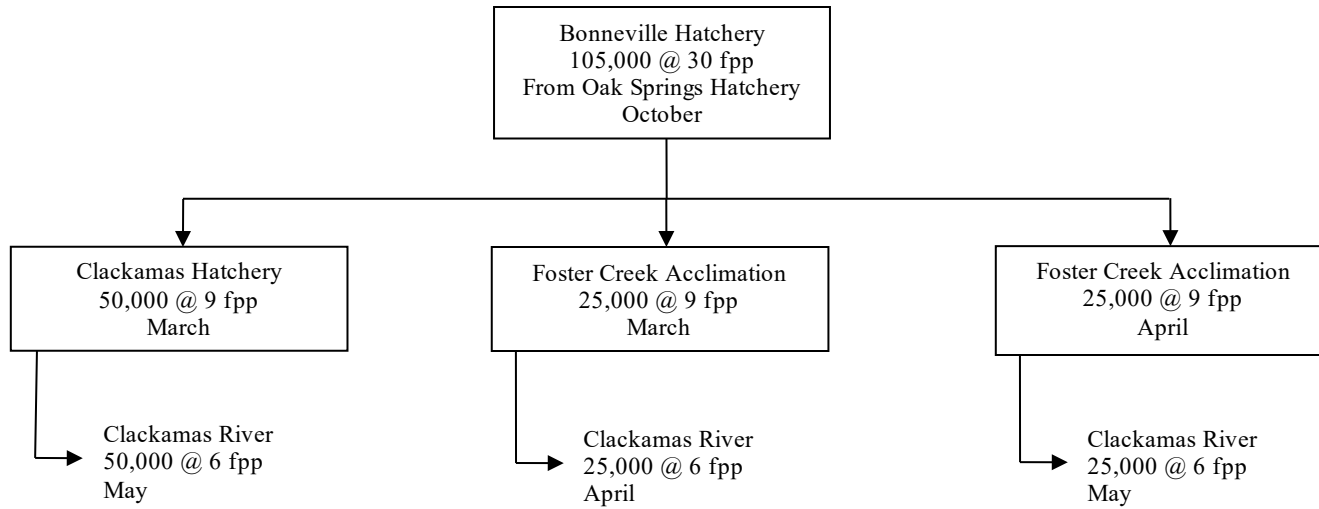 Bonneville Hatchery
105,000 @ 30 fpp
From Oak Springs Hatchery
October
Clackamas Hatchery
50,000 @ 9 fpp
March
Foster Creek Acclimation
25,000 @ 9 fpp
March
Foster Creek Acclimation
25,000 @ 9 fpp
April
Clackamas River
50,000 @ 6 fpp
May
Clackamas River
25,000 @ 6 fpp
April
Clackamas River
25,000 @ 6 fpp
May